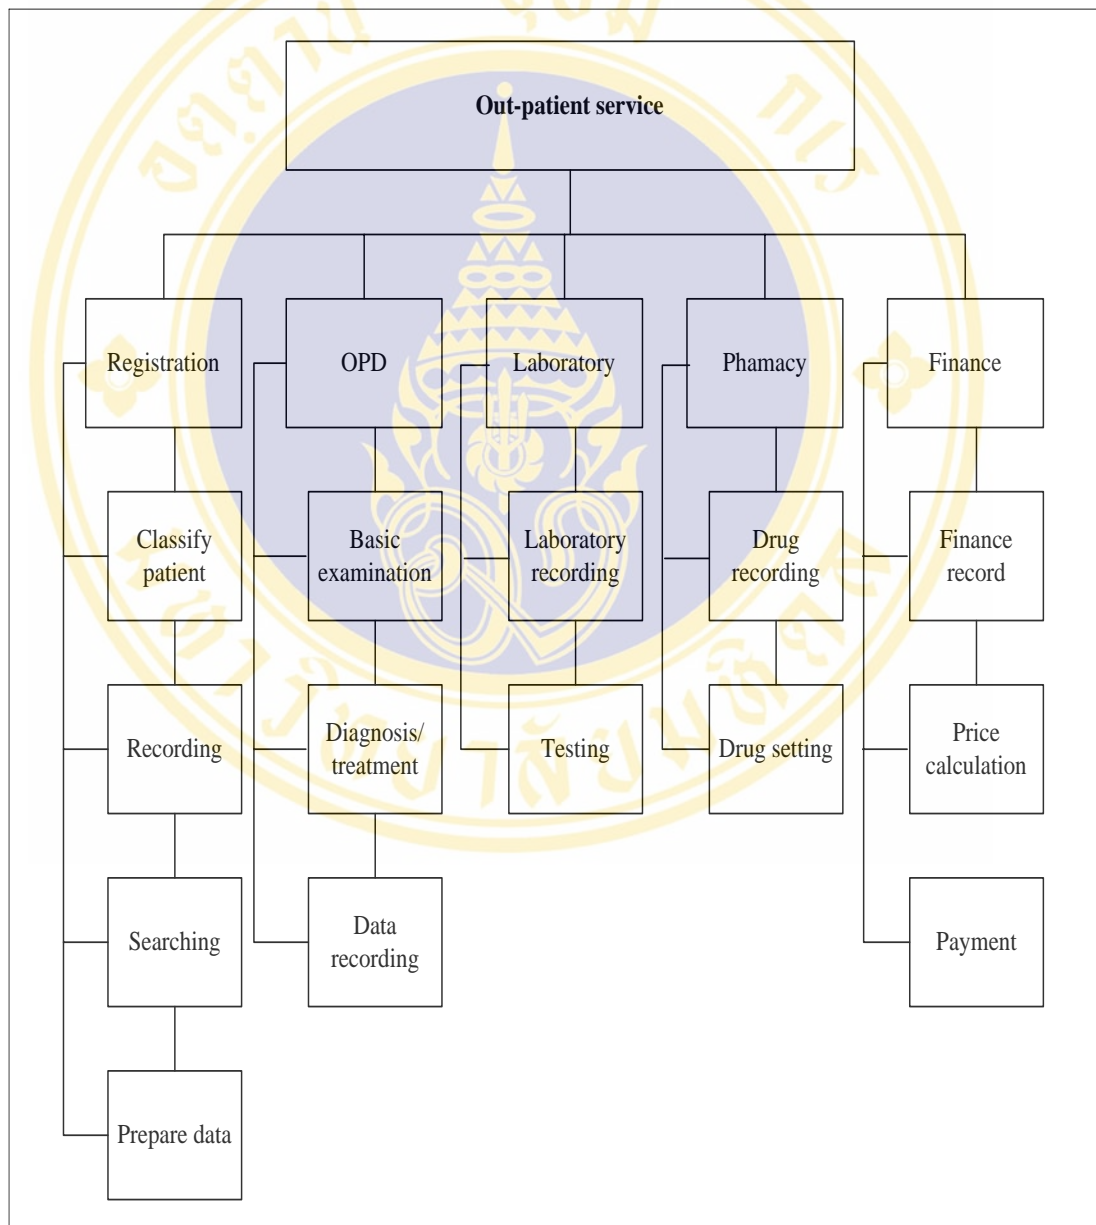 Out-patient service
Registration
OPD
Laboratory
Phamacy
Finance
Classify
patient
Basic
examination
Laboratory
recording
Drug
recording
Finance
record
Recording
Diagnosis/
treatment
Testing
Drug setting
Price
calculation
Searching
Data
recording
Payment
Prepare data